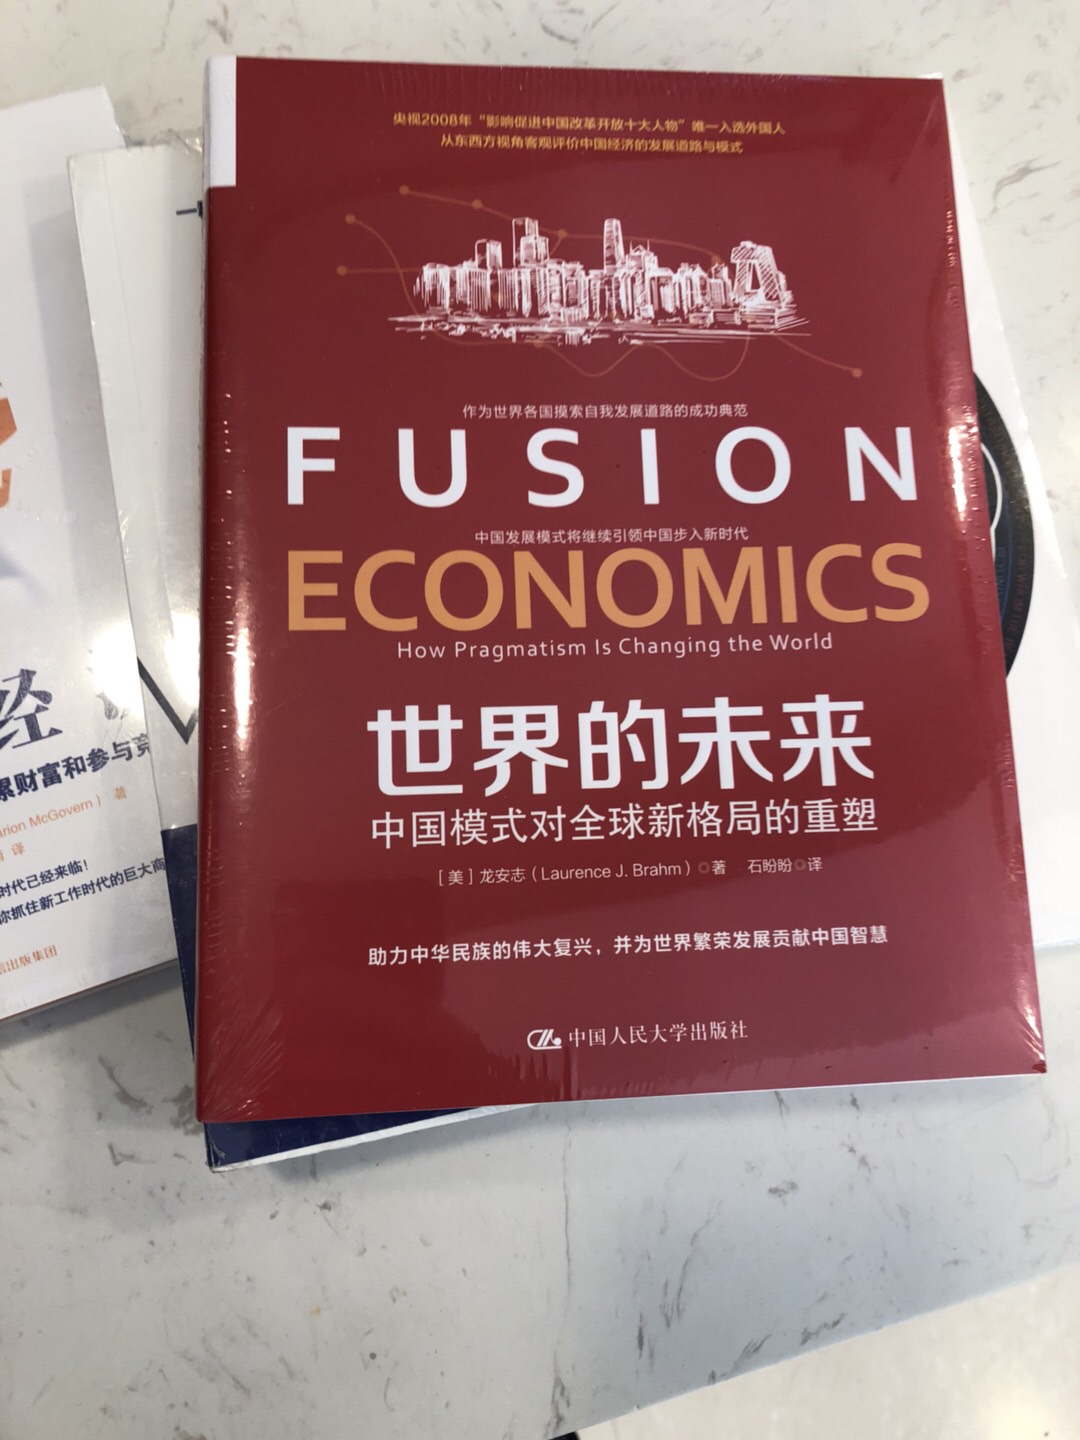 央视2008年“影响促进中国改革开放十大人物”唯一入选外国人
从东西方视角客观评价中国经济的发展道路与模式
作为世界各国摸索自我发展道路的成功典范
FUSION
中国发展模式将继续引领中国步入新时代
ECONOMICS
How Pragmatism Is Changing the World
世界的未来
中国模式对全球新格局的重塑
[美]龙安志(Laurence J. Brahm) 著 石盼盼 译
助力中华民族的伟大复兴，并为世界繁荣发展贡献中国智慧
中国人民大学出版社
经
累财富和参与竞
arion McGovern）著
译
时代已经来临！
你抓住新工作时代的巨大商
信出版集团